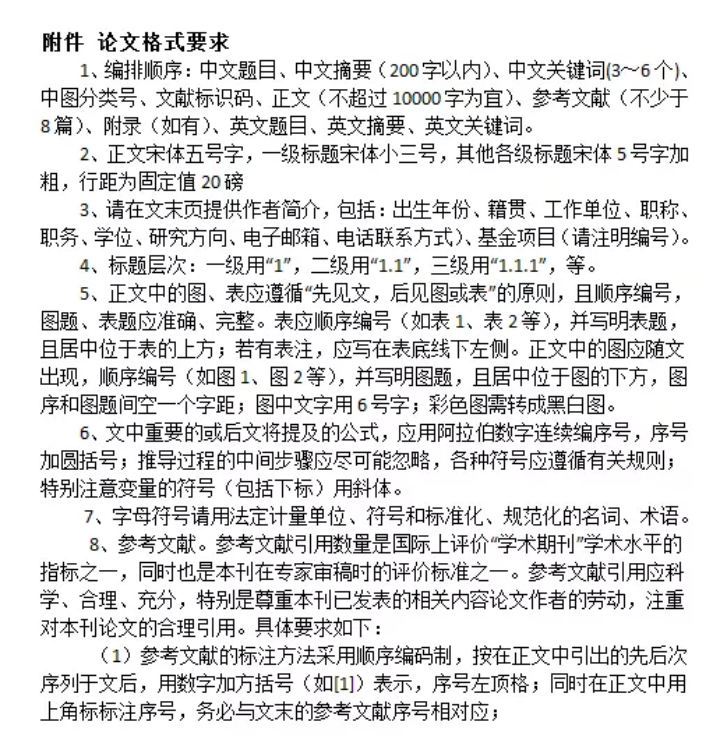 附件 论文格式要求
1、编排顺序：中文题目、中文摘要（200字以内）、中文关键词(3～6个)、
中图分类号、文献标识码、正文（不超过10000字为宜）、参考文献（不少于
8篇）、附录（如有）、英文题目、英文摘要、英文关键词。
2、正文宋体五号字，一级标题宋体小三号，其他各级标题宋体5号字加
粗，行距为固定值20磅
3、请在文末页提供作者简介，包括：出生年份、籍贯、工作单位、职称、
职务、学位、研究方向、电子邮箱、电话联系方式）、基金项目（请注明编号）。
4、标题层次：一级用“1”，二级用“1.1”，三级用“1.1.1”，等。
5、正文中的图、表应遵循“先见文，后见图或表”的原则，且顺序编号，
图题、表题应准确、完整。表应顺序编号（如表1、表2等），并写明表题，
且居中位于表的上方；若有表注，应写在表底线下左侧。正文中的图应随文
出现，顺序编号（如图1、图2等），并写明图题，且居中位于图的下方，图
序和图题间空一个字距；图中文字用6号字；彩色图需转成黑白图。
6、文中重要的或后文将提及的公式，应用阿拉伯数字连续编序号，序号
加圆括号；推导过程的中间步骤应尽可能忽略，各种符号应遵循有关规则；
特别注意变量的符号（包括下标）用斜体。
7、字母符号请用法定计量单位、符号和标准化、规范化的名词、术语。
8、参考文献。参考文献引用数量是国际上评价“学术期刊”学术水平的
指标之一，同时也是本刊在专家审稿时的评价标准之一。参考文献引用应科
学、合理、充分，特别是尊重本刊已发表的相关内容论文作者的劳动，注重
对本刊论文的合理引用。具体要求如下：
（1）参考文献的标注方法采用顺序编码制，按在正文中引出的先后次
序列于文后，用数字加方括号（如[1]）表示，序号左顶格；同时在正文中用
上角标标注序号，务必与文末的参考文献序号相对应；